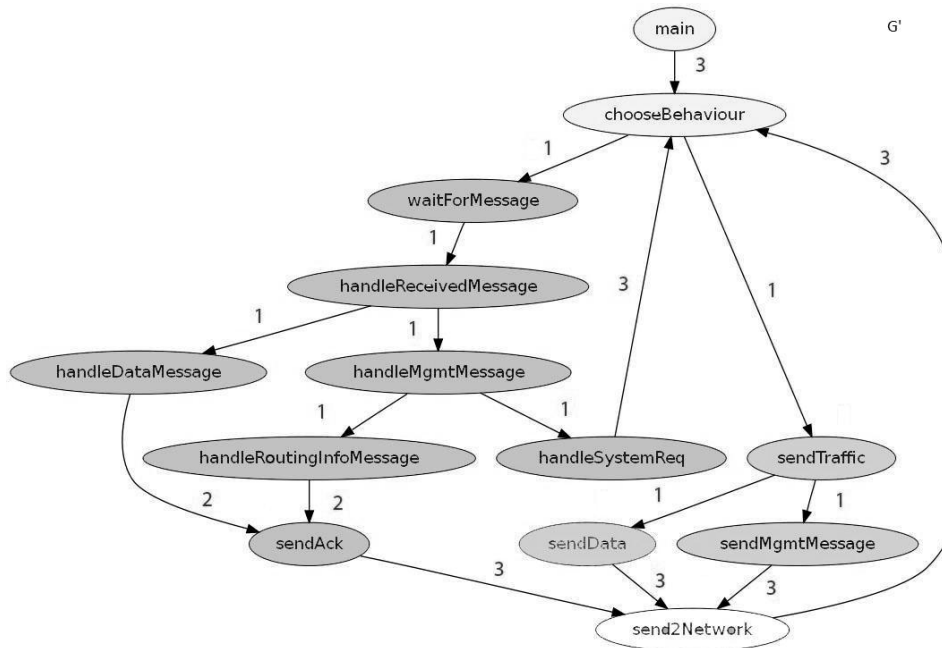 main
G'
3
chooseBehaviour
1
3
waitForMessage
1
handleReceivedMessage
3
1
1
1
handleDataMessage
handleMgmtMessage
1
1
handleRoutingInfoMessage
handleSystemReq
sendTraffic
2
2
1
1
sendAck
sendData
sendMgmtMessage
3
3
3
send2Network